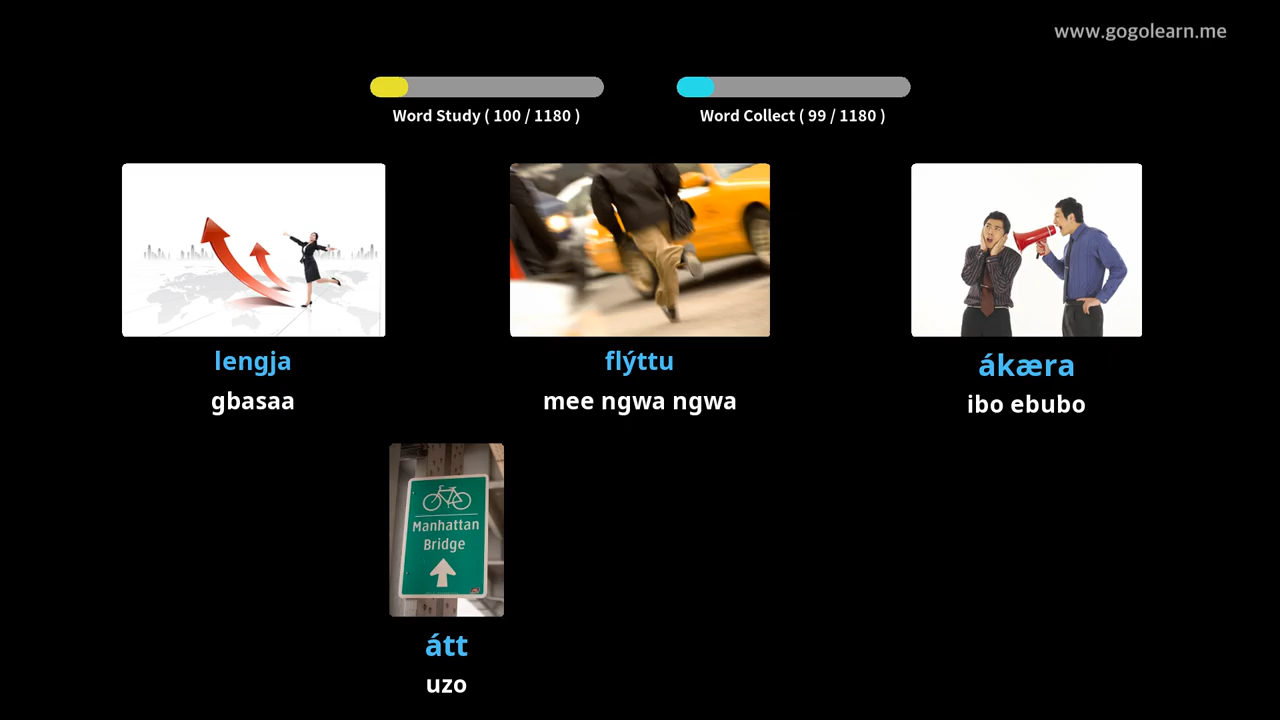 www.gogolearn.me
Word Study ( 100 / 1180 )
Word Collect ( 99 / 1180 )
lengja
gbasaa
flýttu
mee ngwa ngwa
ákæra
ibo ebubo
Manhattan
Bridge
átt
uzo